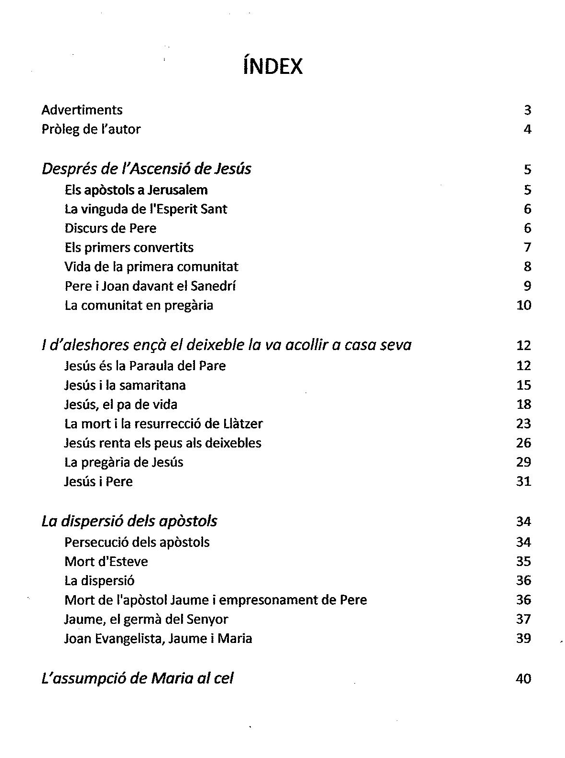 ÍNDEX
Advertiments 3
Pròleg de l'autor 4
Després de l'Ascensió de Jesús 5
Els apòstols a Jerusalem 5
La vinguda de l'Esperit Sant 6
Discurs de Pere 6
Els primers convertits 7
Vida de la primera comunitat 8
Pere i Joan davant el Sanedrí 9
La comunitat en pregària 10
I d'aleshores ençà el deixeble la va acollir a casa seva 12
Jesús és la Paraula del Pare 12
Jesús i la samaritana 15
Jesús, el pa de vida 18
La mort i la resurrecció de Llàtzer 23
Jesús renta els peus als deixebles 26
La pregària de Jesús 29
Jesús i Pere 31
La dispersió dels apòstols 34
Persecució dels apòstols 34
Mort d'Esteve 35
La dispersió 36
Mort de l'apòstol Jaume i empresonament de Pere 36
Jaume, el germà del Senyor 37
Joan Evangelista, Jaume i Maria 39
L'assumpció de Maria al cel 40